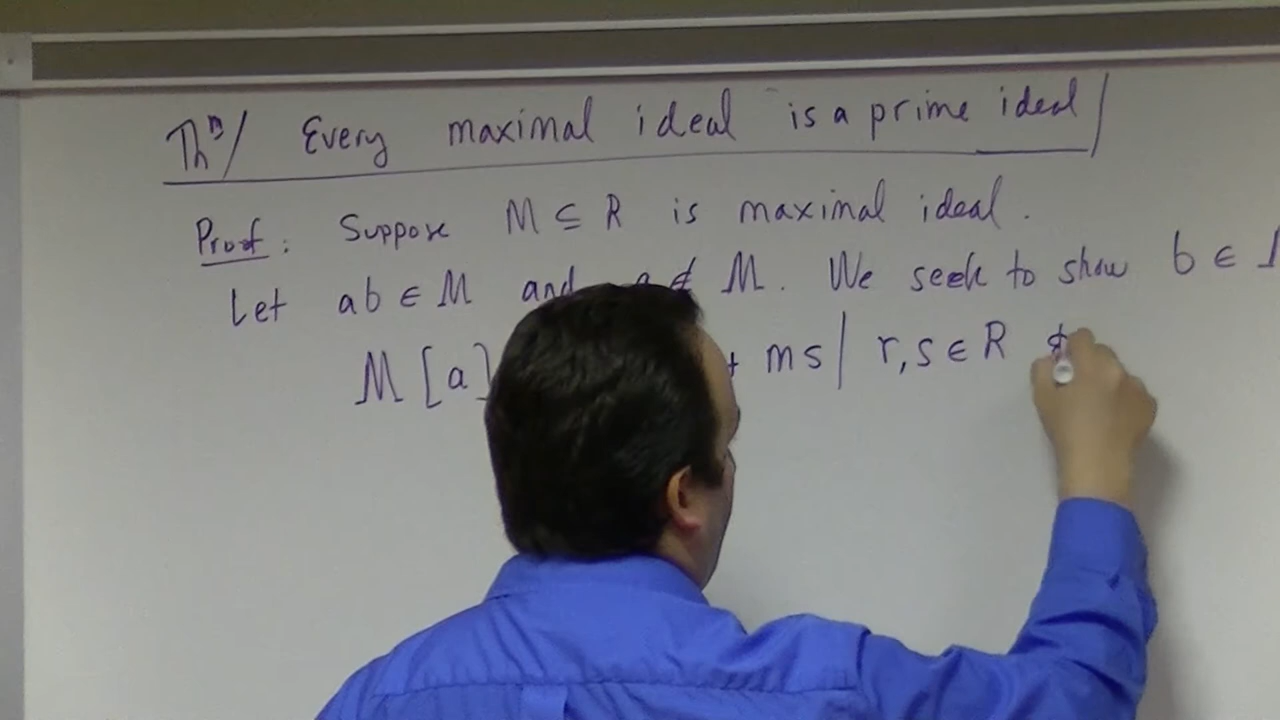 Thⁿ/ Every maximal ideal is a prime ideal/
Proof: Suppose M ⊆ R is maximal ideal.
Let ab ∈ M and a ∉ M. We seek to show b ∈
M[a] + ms | r,s ∈ R